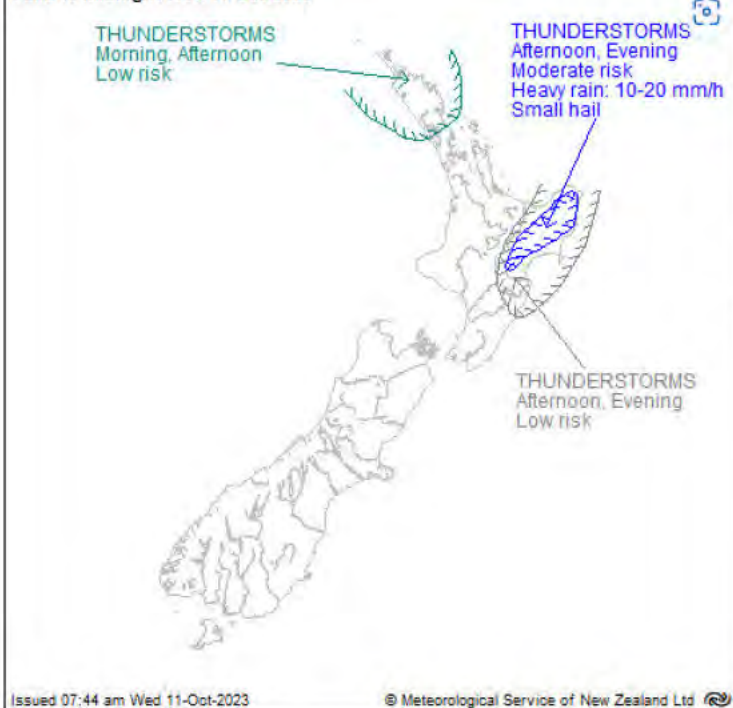 THUNDERSTORMS
Morning, Afternoon
Low risk
THUNDERSTORMS
Afternoon, Evening
Moderate risk
Heavy rain: 10-20 mm/h
Small hail
THUNDERSTORMS
Afternoon, Evening
Low risk
Issued 07:44 am Wed 11-Oct-2023
© Meteorological Service of New Zealand Ltd